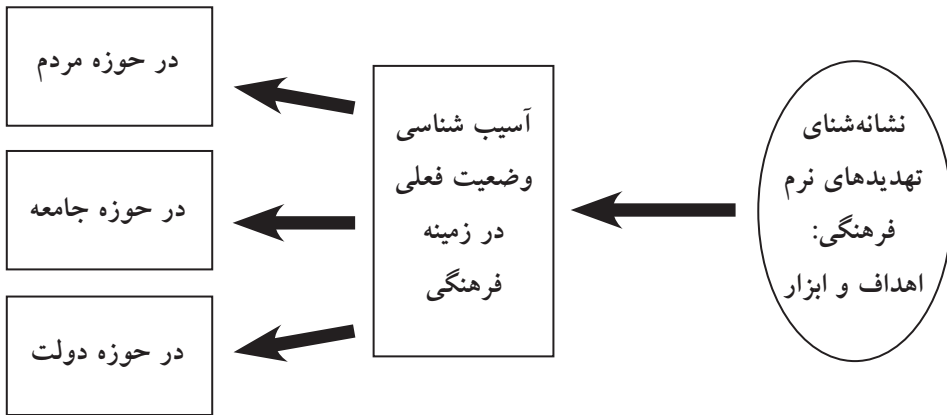 نشانه‌شنای
تهدیدهای نرم
فرهنگی:
اهداف و ابزار
آسیب شناسی
وضعیت فعلی
در زمینه
فرهنگی
در حوزه مردم
در حوزه جامعه
در حوزه دولت